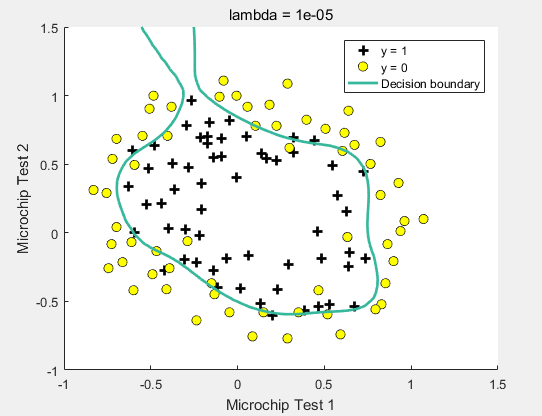 lambda = 1e-05
y = 1
y = 0
Decision boundary
1.5
1
0.5
0
-0.5
-1
Microchip Test 2
-1
-0.5
0
0.5
1
1.5
Microchip Test 1